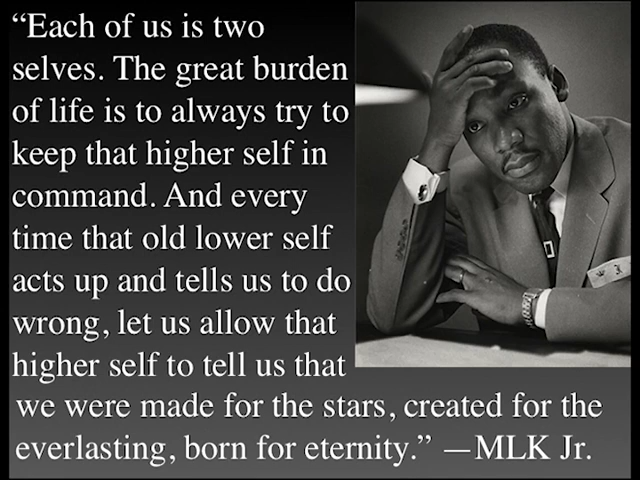 “Each of us is two
selves. The great burden
of life is to always try to
keep that higher self in
command. And every
time that old lower self
acts up and tells us to do
wrong, let us allow that
higher self to tell us that
we were made for the stars, created for the
everlasting, born for eternity.” —MLK Jr.